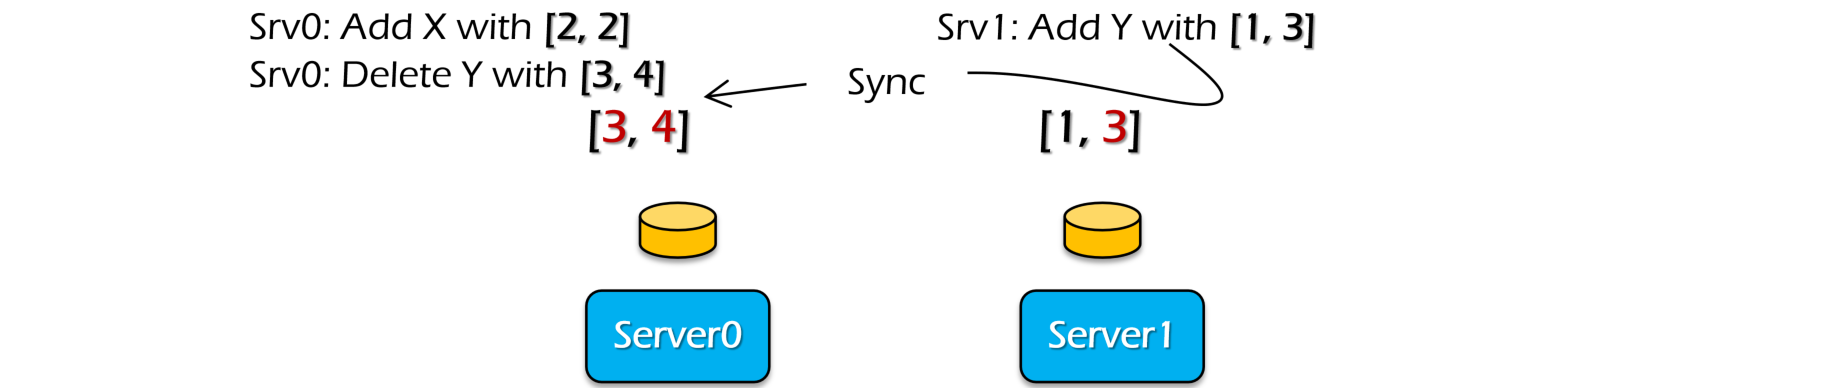 Srv0: Add X with [2, 2]
Srv0: Delete Y with [3, 4]
[3, 4]
Sync
Srv1: Add Y with [1, 3]
[1, 3]
Server0
Server1